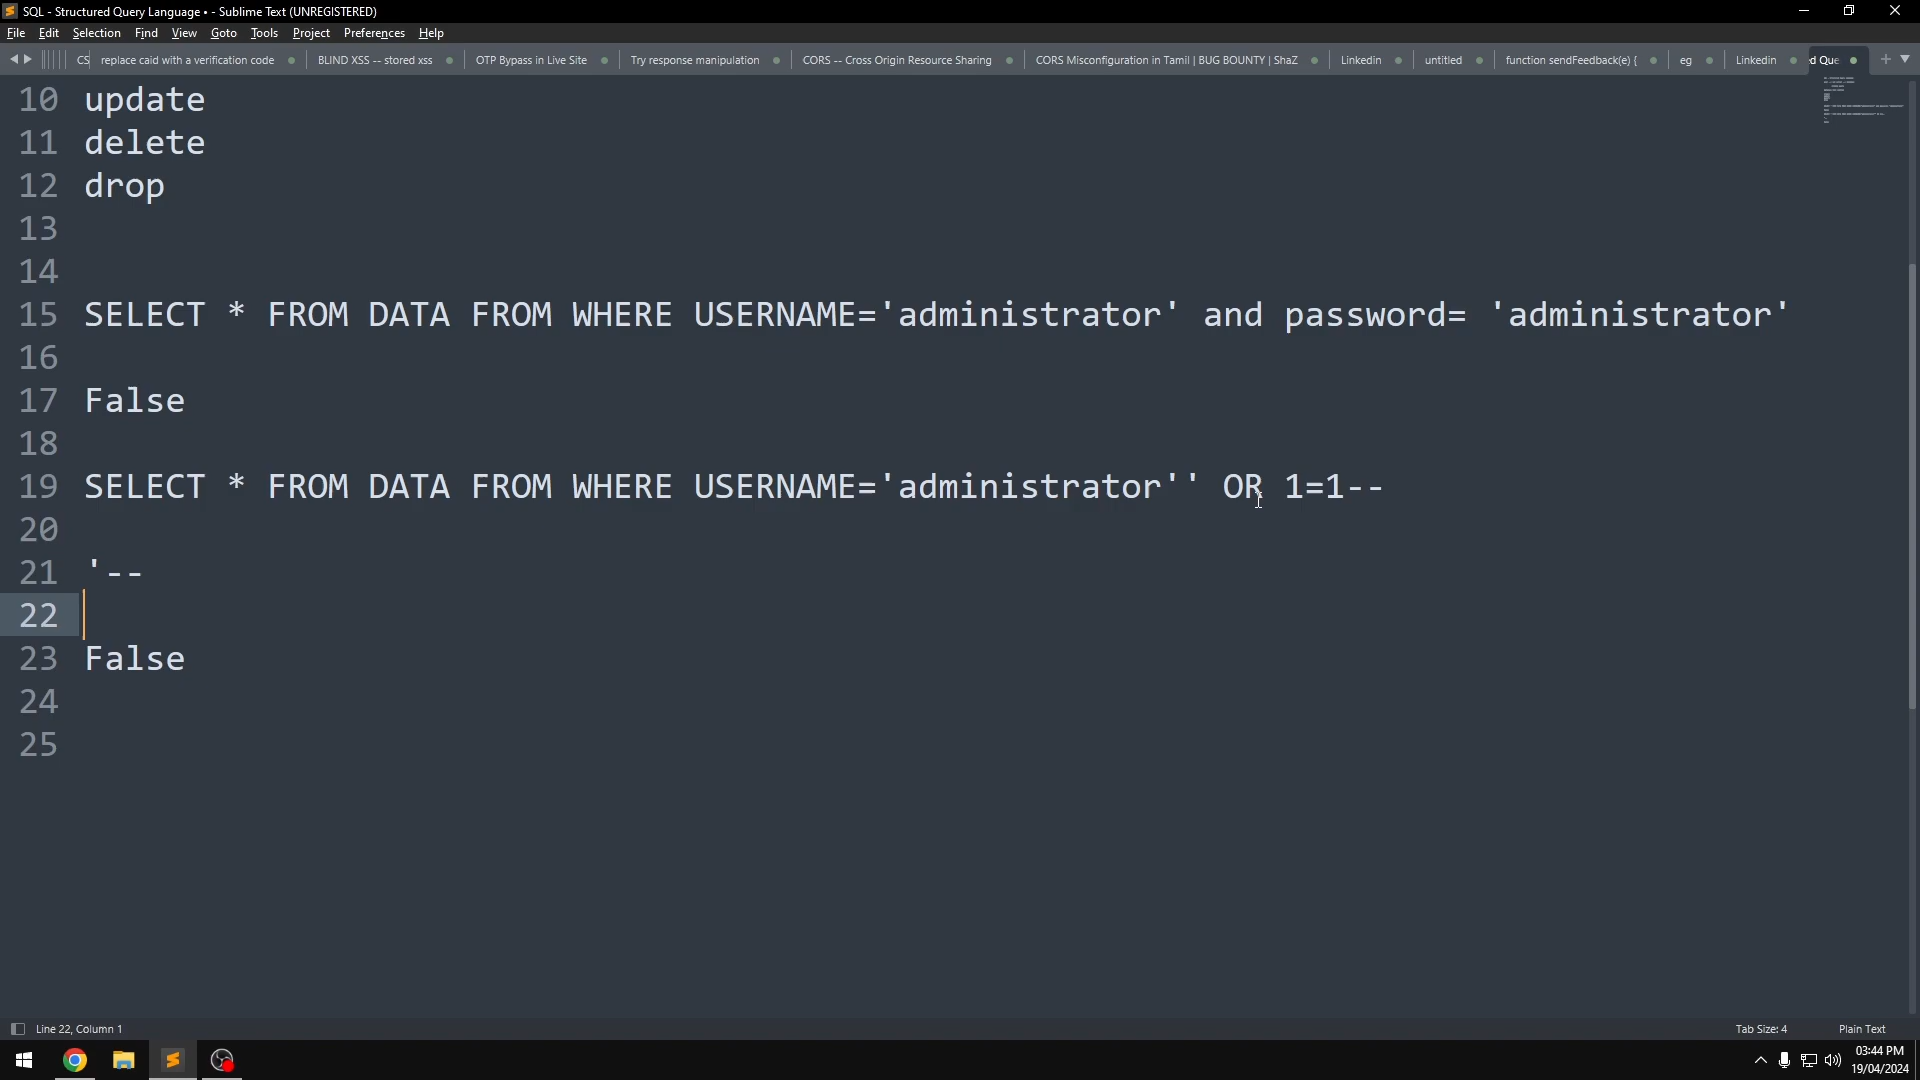 SQL - Structured Query Language • - Sublime Text (UNREGISTERED)
File Edit Selection Find View Goto Tools Project Preferences Help
CS replace caid with a verification code BLIND XSS -- stored xss OTP Bypass in Live Site Try response manipulation CORS -- Cross Origin Resource Sharing CORS Misconfiguration in Tamil | BUG BOUNTY | ShaZ Linkedin untitled function sendFeedback(e) { eg Linkedin d Que
10 update
11 delete
12 drop
13
14
15 SELECT * FROM DATA FROM WHERE USERNAME='administrator' and password= 'administrator'
16
17 False
18
19 SELECT * FROM DATA FROM WHERE USERNAME='administrator'' OR 1=1--
20
21 '--
22
23 False
24
25
Line 22, Column 1 Tab Size: 4 Plain Text
03:44 PM
19/04/2024